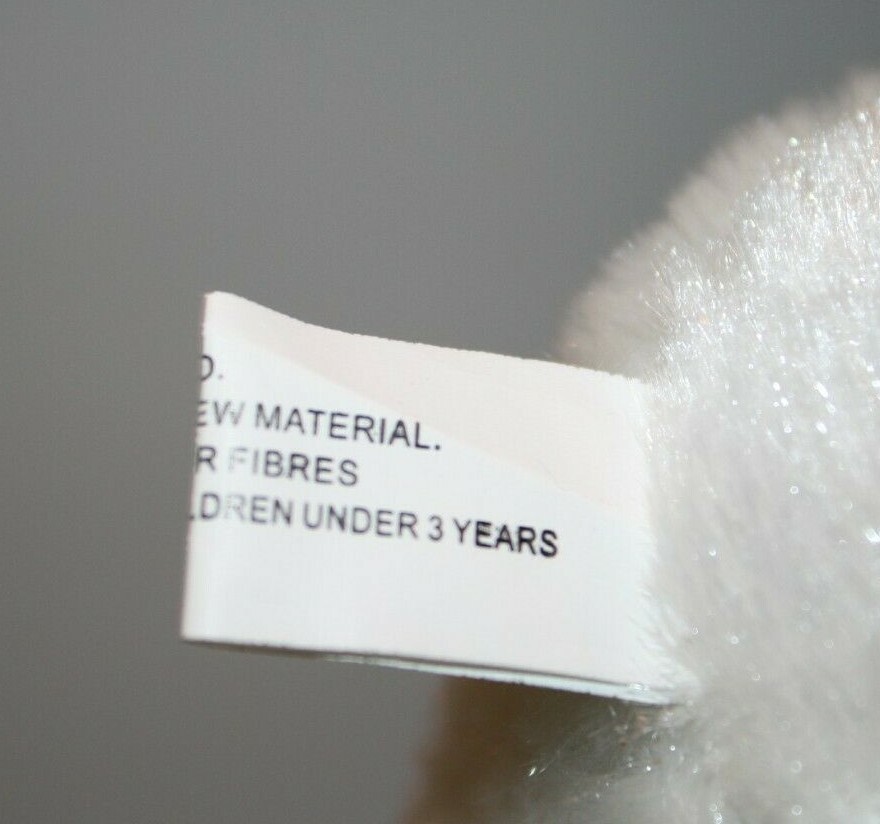 D.
EW MATERIAL.
R FIBRES
LDREN UNDER 3 YEARS